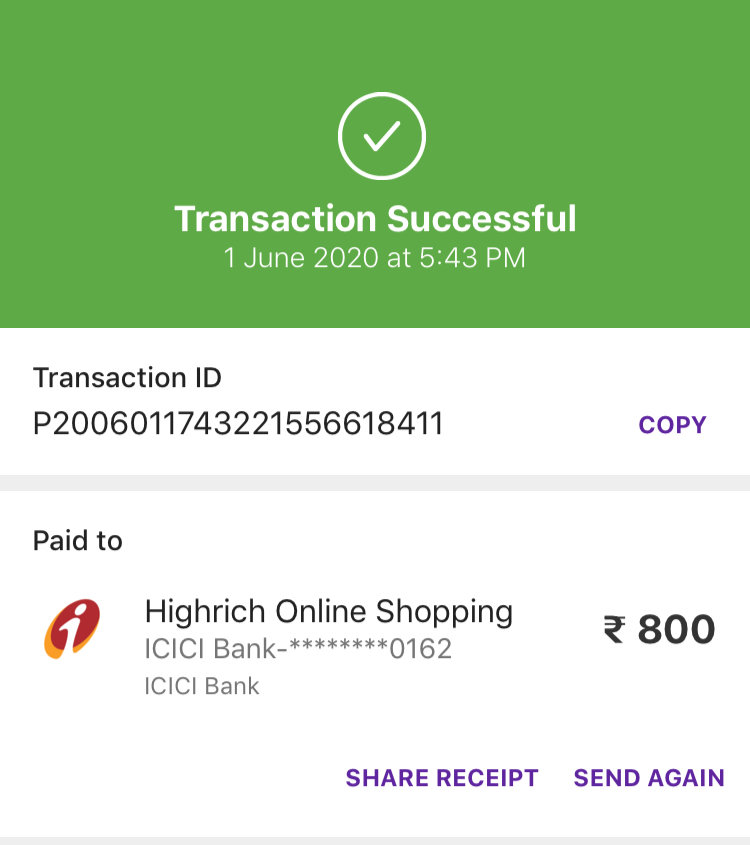 Transaction Successful
1 June 2020 at 5:43 PM
Transaction ID
P2006011743221556618411
COPY
Paid to
Highrich Online Shopping
₹ 800
ICICI Bank-********0162
ICICI Bank
SHARE RECEIPT
SEND AGAIN